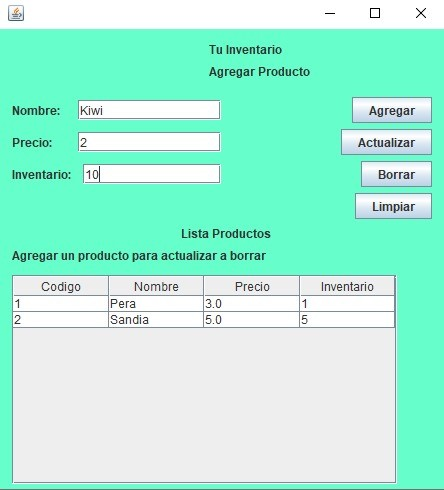 Tu Inventario
Agregar Producto
Nombre: Kiwi Agregar
Precio: 2 Actualizar
Inventario: 10 Borrar
Limpiar
Lista Productos
Agregar un producto para actualizar a borrar
Codigo Nombre Precio Inventario
1 Pera 3.0 1
2 Sandia 5.0 5